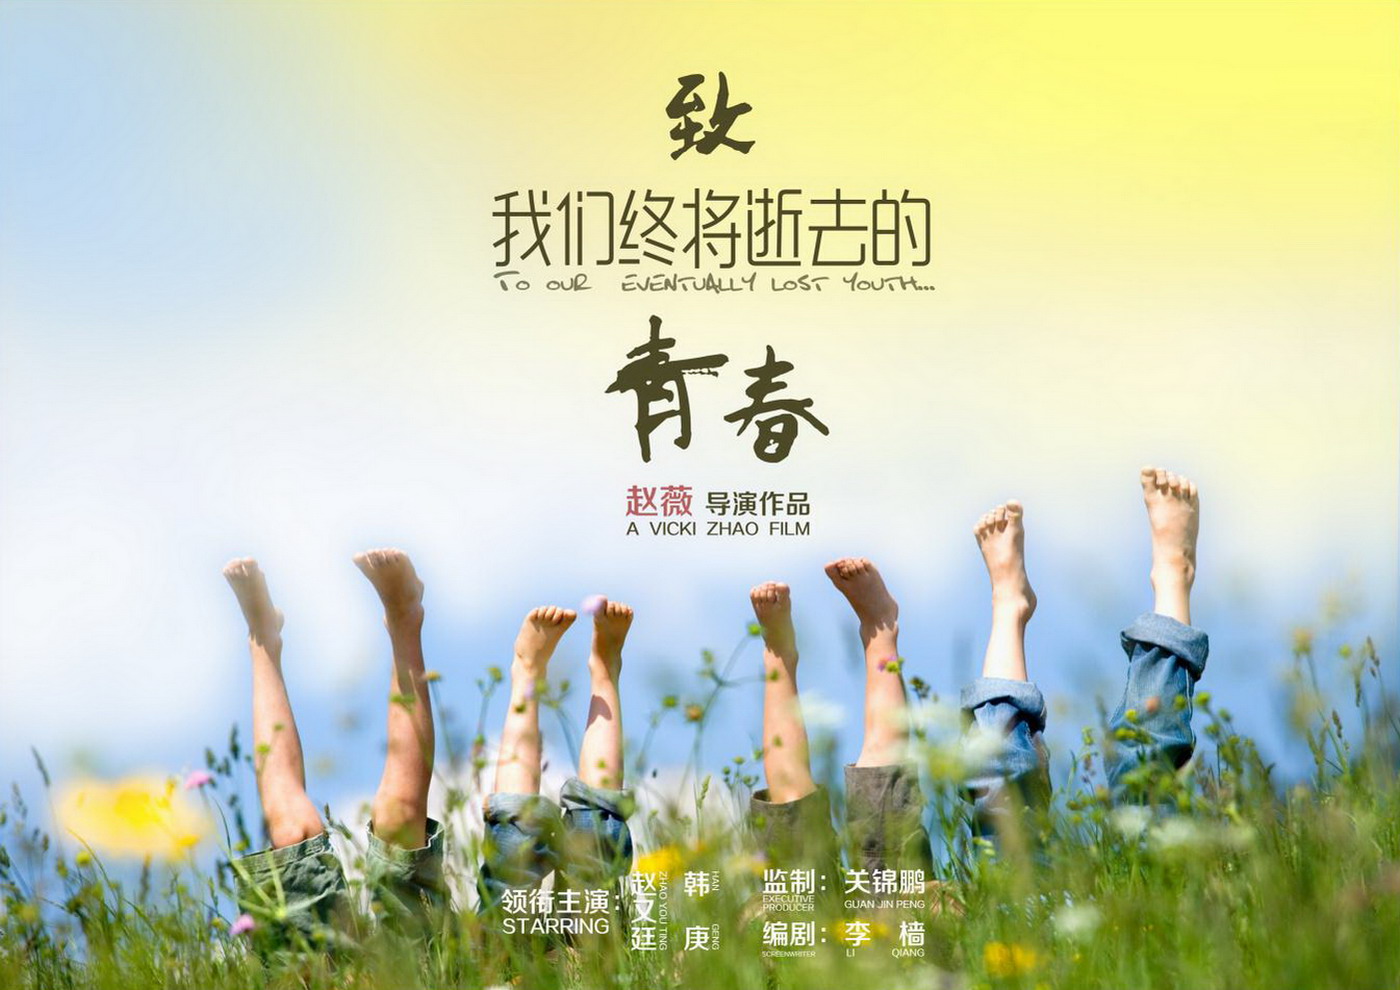 致
我们终将逝去的
TO OUR EVENTUALLY LOST YOUTH...
青春
赵薇 导演作品
A VICKI ZHAO FILM
领衔主演：
STARRING
赵又廷
ZHAO YOU TING
韩庚
HAN GENG
监制：关锦鹏
EXECUTIVE PRODUCER
GUAN JIN PENG
编剧：李樯
SCREENWRITER
LI QIANG